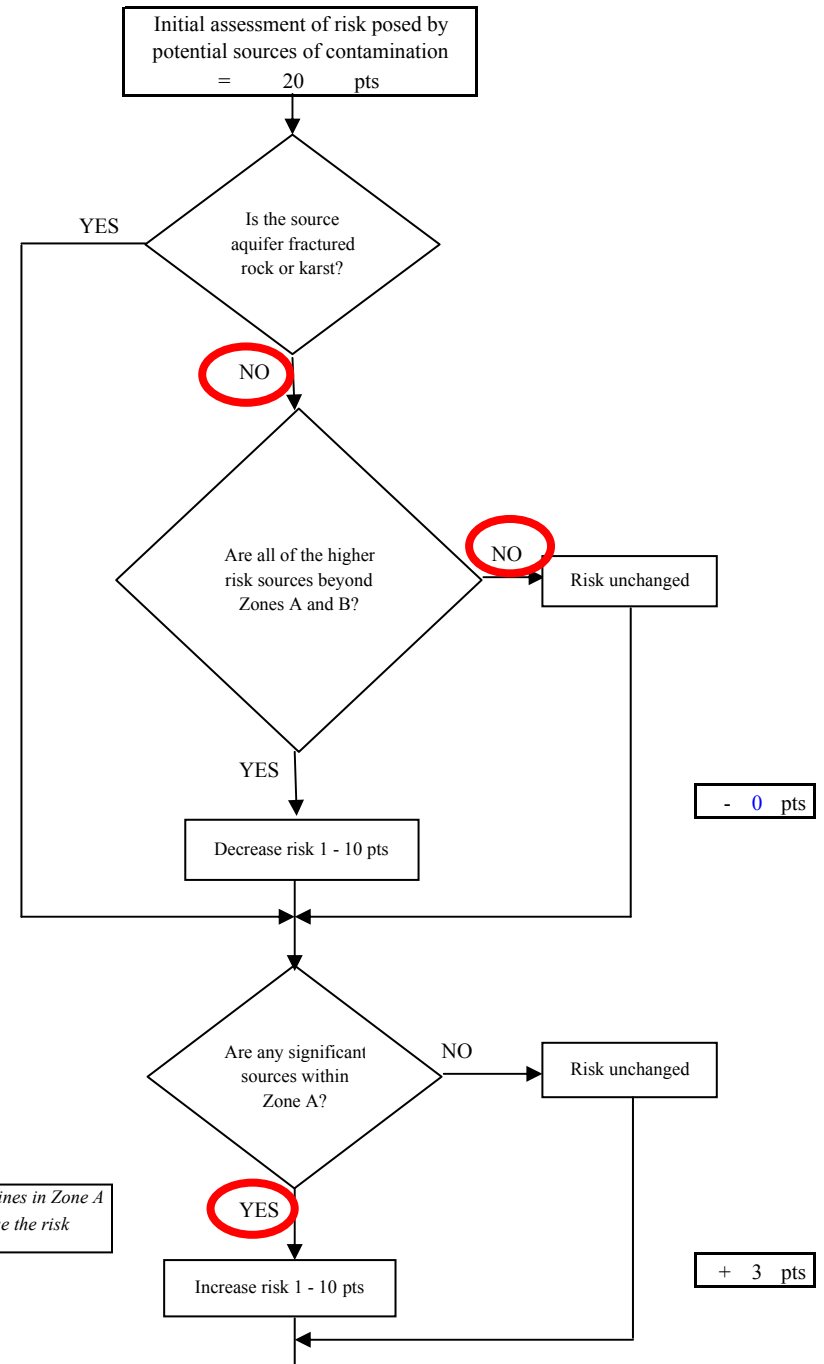 Initial assessment of risk posed by
potential sources of contamination
= 20 pts
YES
Is the source
aquifer fractured
rock or karst?
NO
Are all of the higher
risk sources beyond
Zones A and B?
NO
Risk unchanged
YES
- 0 pts
Decrease risk 1 - 10 pts
Are any significant
sources within
Zone A?
NO
Risk unchanged
ines in Zone A
e the risk
YES
+ 3 pts
Increase risk 1 - 10 pts